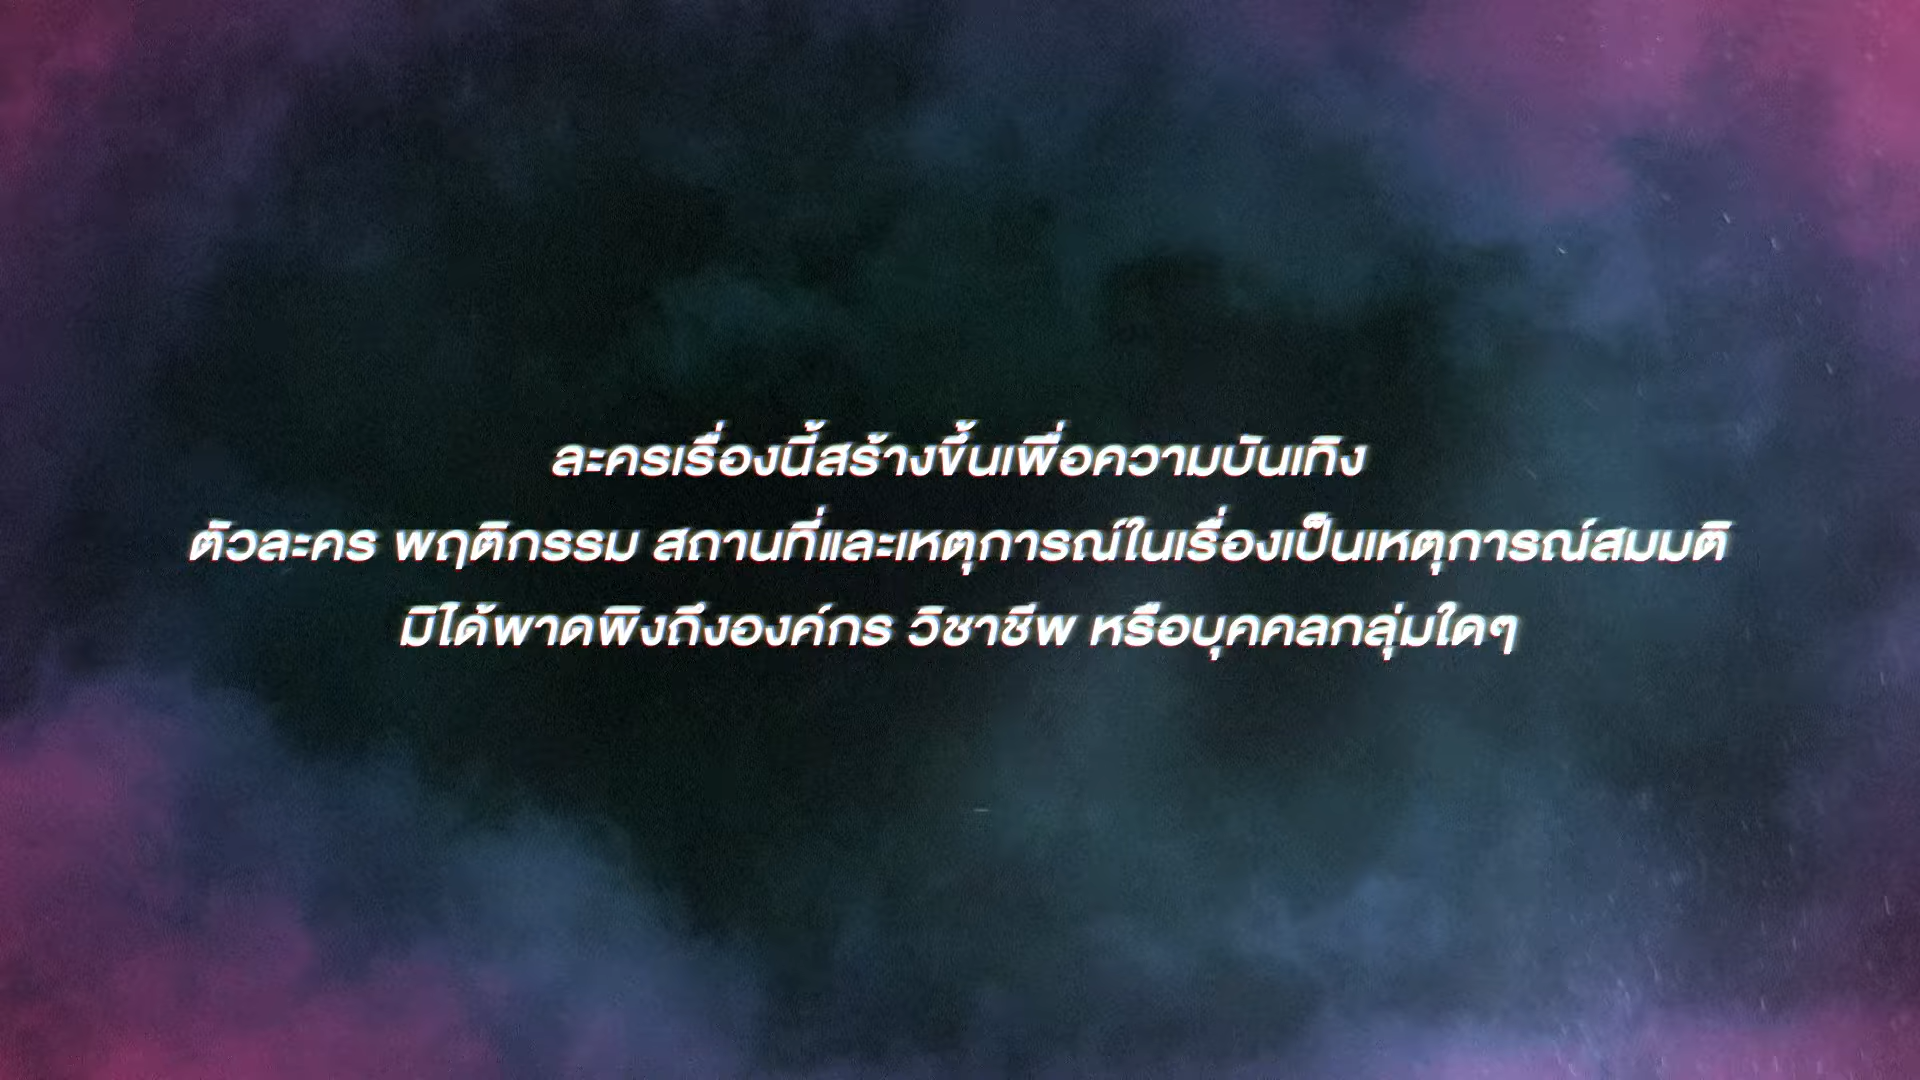 ละครเรื่องนี้สร้างขึ้นเพื่อความบันเทิง
ตัวละคร พฤติกรรม สถานที่และเหตุการณ์ในเรื่องเป็นเหตุการณ์สมมติ
มิได้พาดพิงถึงองค์กร วิชาชีพ หรือบุคคลกลุ่มใดๆ